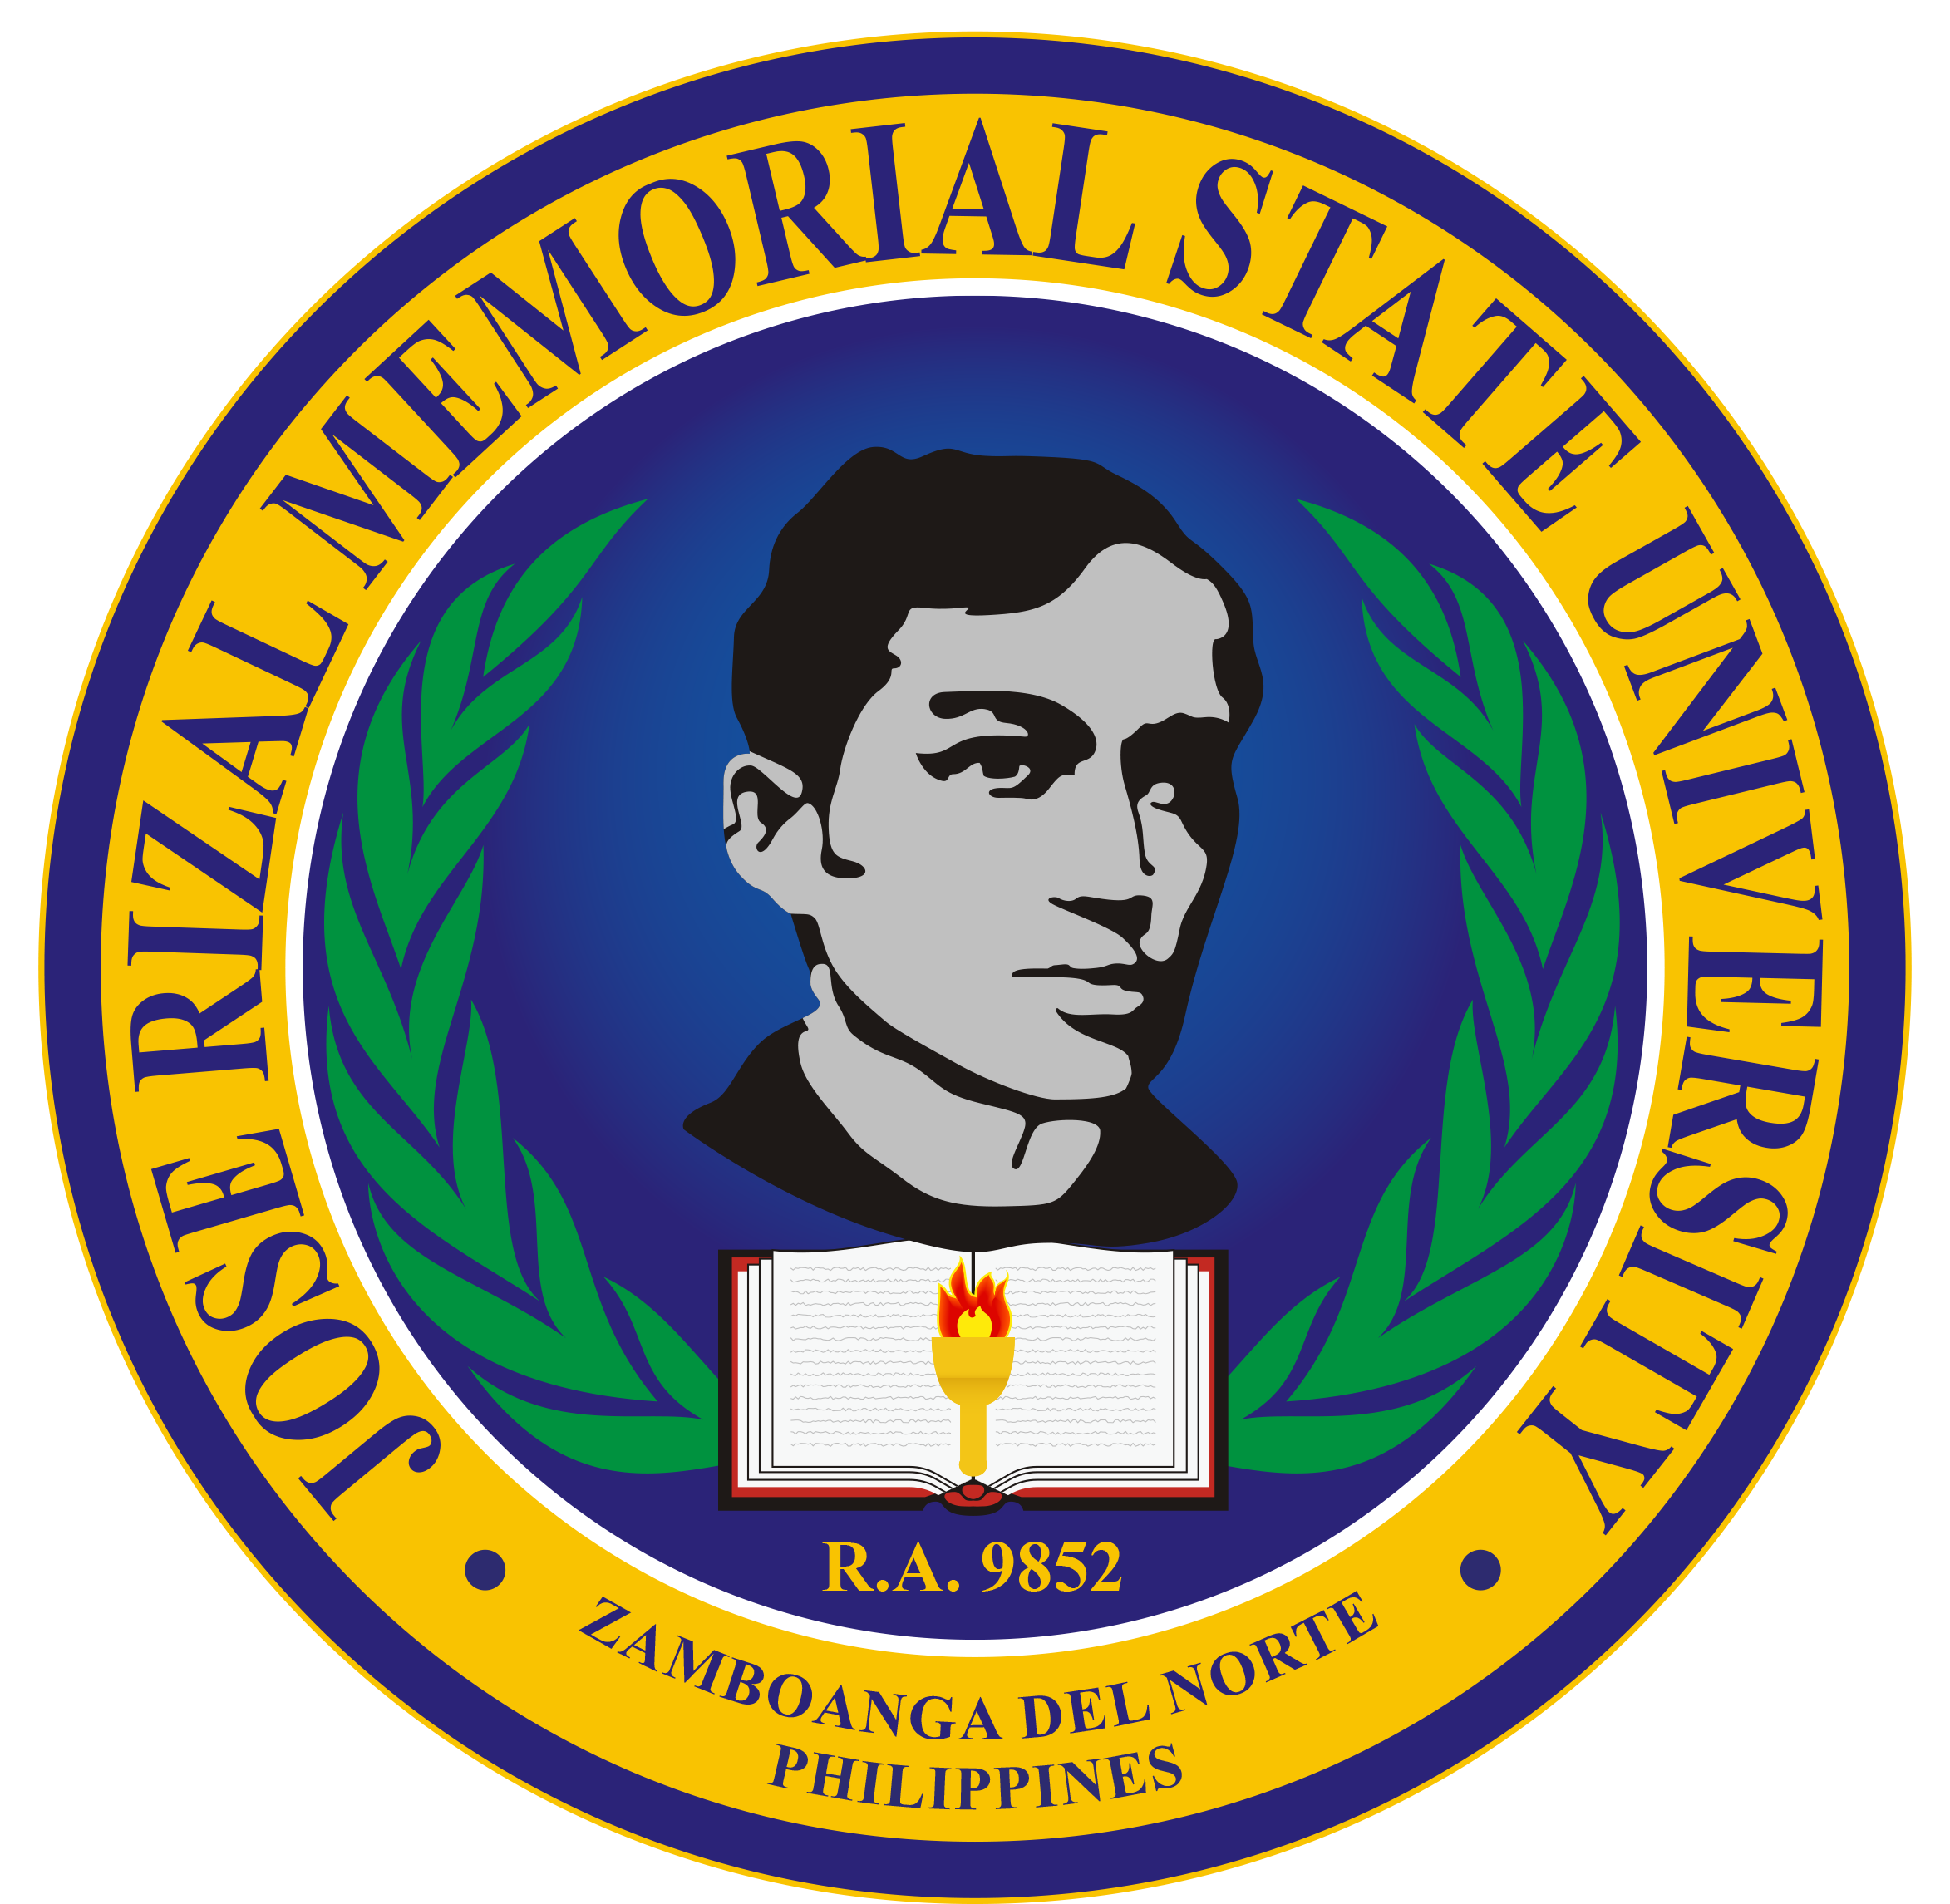 JOSE RIZAL MEMORIAL STATE UNIVERSITY
R.A. 9852
ZAMBOANGA DEL NORTE
PHILIPPINES